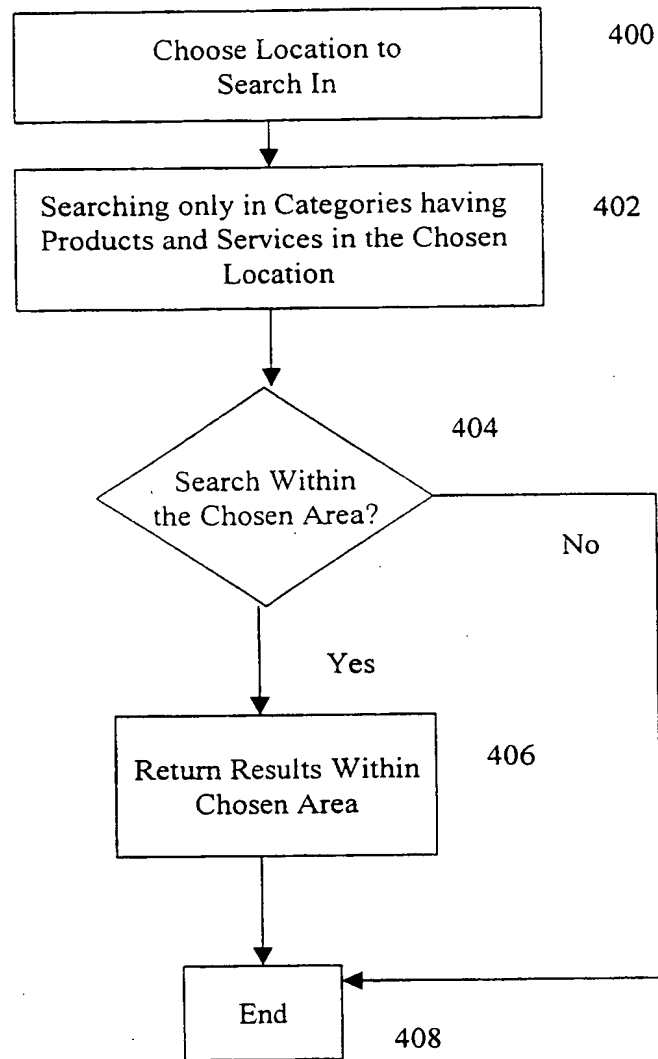 400
Choose Location to
Search In
402
Searching only in Categories having
Products and Services in the Chosen
Location
404
Search Within
the Chosen Area?
No
Yes
406
Return Results Within
Chosen Area
End
408